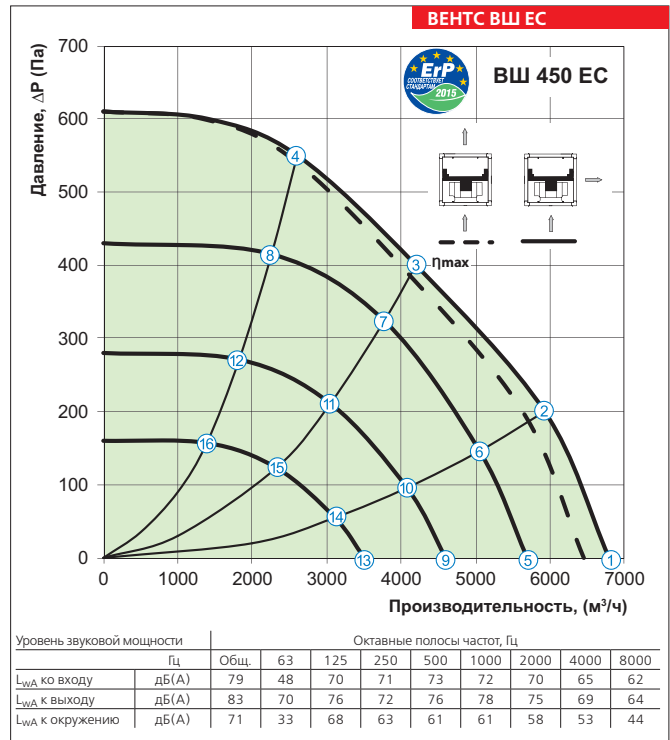 ВЕНТС ВШ ЕС
ВШ 450 ЕС
ErP
СООТВЕТСТВУЕТ
СТАНДАРТАМ
2015
Давление, ΔP (Па)
700
600
500
400
300
200
100
0
ηmax
4
3
8
7
12
2
11
16
6
15
10
14
13
9
5
1
0 1000 2000 3000 4000 5000 6000 7000
Производительность, (м³/ч)
Уровень звуковой мощности Октавные полосы частот, Гц
Гц Общ. 63 125 250 500 1000 2000 4000 8000
LwA ко входу дБ(А) 79 48 70 71 73 72 70 65 62
LwA к выходу дБ(А) 83 70 76 72 76 78 75 69 64
LwA к окружению дБ(А) 71 33 68 63 61 61 58 53 44